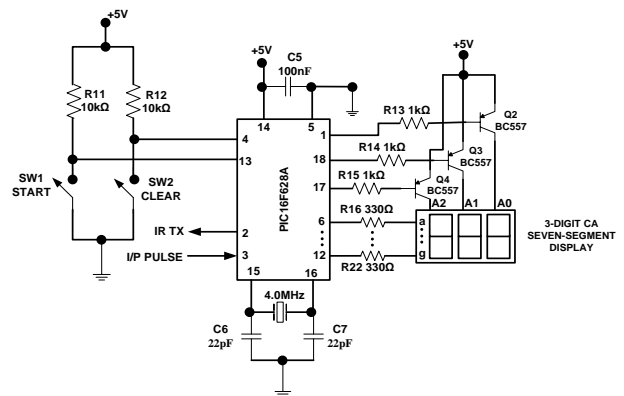 +5V
R11
10kΩ
R12
10kΩ
SW1
START
SW2
CLEAR
IR TX
I/P PULSE
+5V
C5
100nF
14
5
4
13
2
3
15
16
1
18
17
6
12
PIC16F628A
4.0MHz
C6
22pF
C7
22pF
R13 1kΩ
R14 1kΩ
R15 1kΩ
R16 330Ω
R22 330Ω
+5V
Q2
BC557
Q3
BC557
Q4
BC557
A2
A1
A0
a
g
3-DIGIT CA
SEVEN-SEGMENT
DISPLAY